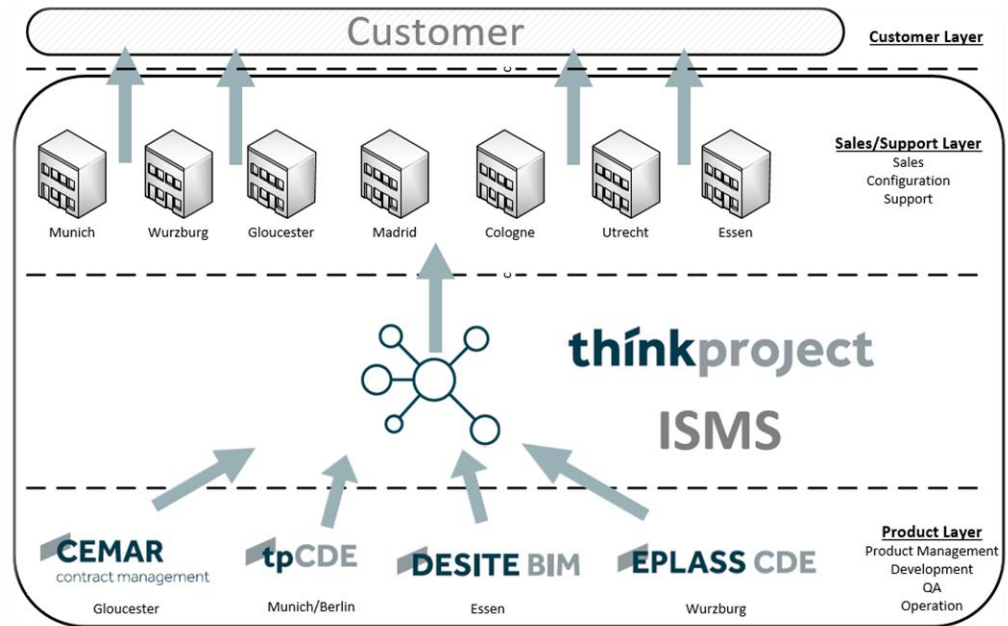 Customer
Customer Layer
c
Sales/Support Layer
Sales
Configuration
Support
Munich
Wurzburg
Gloucester
Madrid
Cologne
Utrecht
Essen
c
thinkproject
ISMS
CEMAR
contract management
Gloucester
tpCDE
Munich/Berlin
DESITE BIM
Essen
EPLASS CDE
Wurzburg
Product Layer
Product Management
Development
QA
Operation